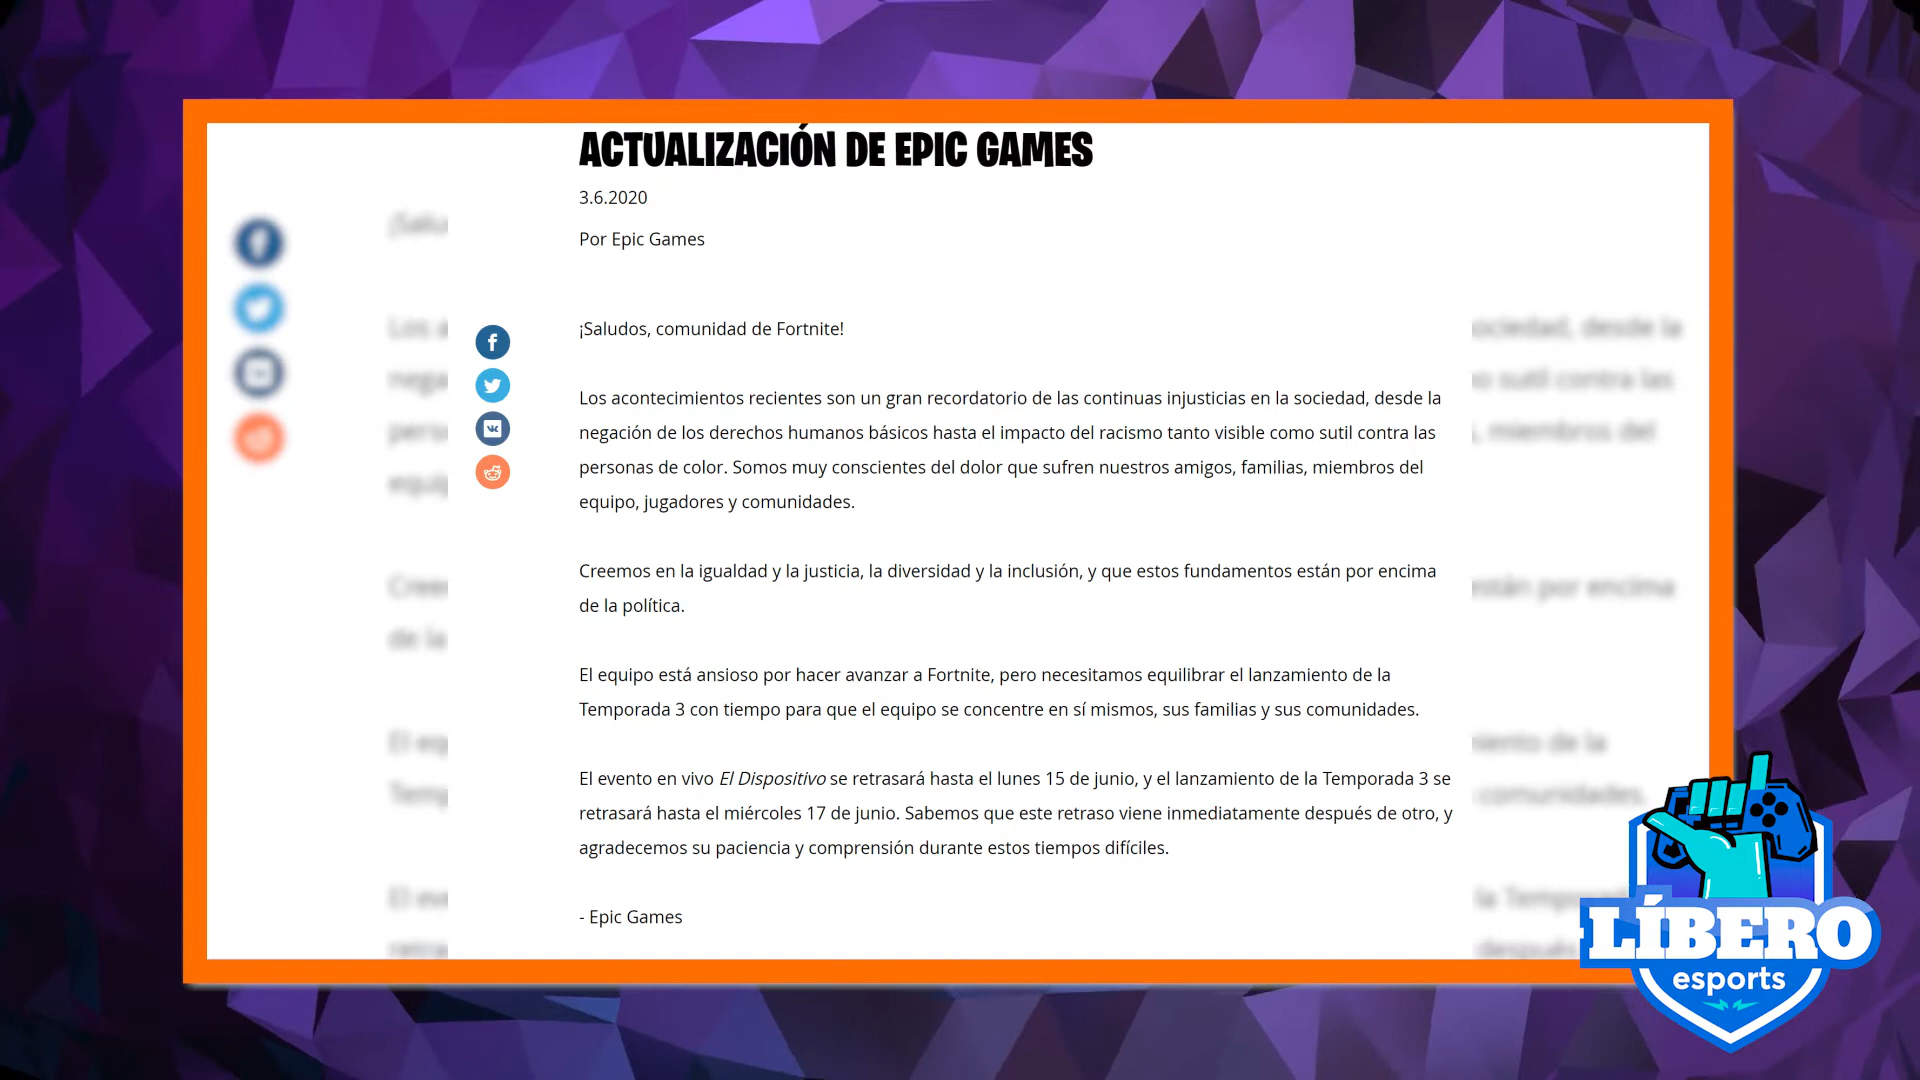 ACTUALIZACIÓN DE EPIC GAMES
3.6.2020
Por Epic Games
¡Saludos, comunidad de Fortnite!
Los acontecimientos recientes son un gran recordatorio de las continuas injusticias en la sociedad, desde la
negación de los derechos humanos básicos hasta el impacto del racismo tanto visible como sutil contra las
personas de color. Somos muy conscientes del dolor que sufren nuestros amigos, familias, miembros del
equipo, jugadores y comunidades.
Creemos en la igualdad y la justicia, la diversidad y la inclusión, y que estos fundamentos están por encima
de la política.
El equipo está ansioso por hacer avanzar a Fortnite, pero necesitamos equilibrar el lanzamiento de la
Temporada 3 con tiempo para que el equipo se concentre en sí mismos, sus familias y sus comunidades.
El evento en vivo El Dispositivo se retrasará hasta el lunes 15 de junio, y el lanzamiento de la Temporada 3 se
retrasará hasta el miércoles 17 de junio. Sabemos que este retraso viene inmediatamente después de otro, y
agradecemos su paciencia y comprensión durante estos tiempos difíciles.
- Epic Games
LÍBERO
esports